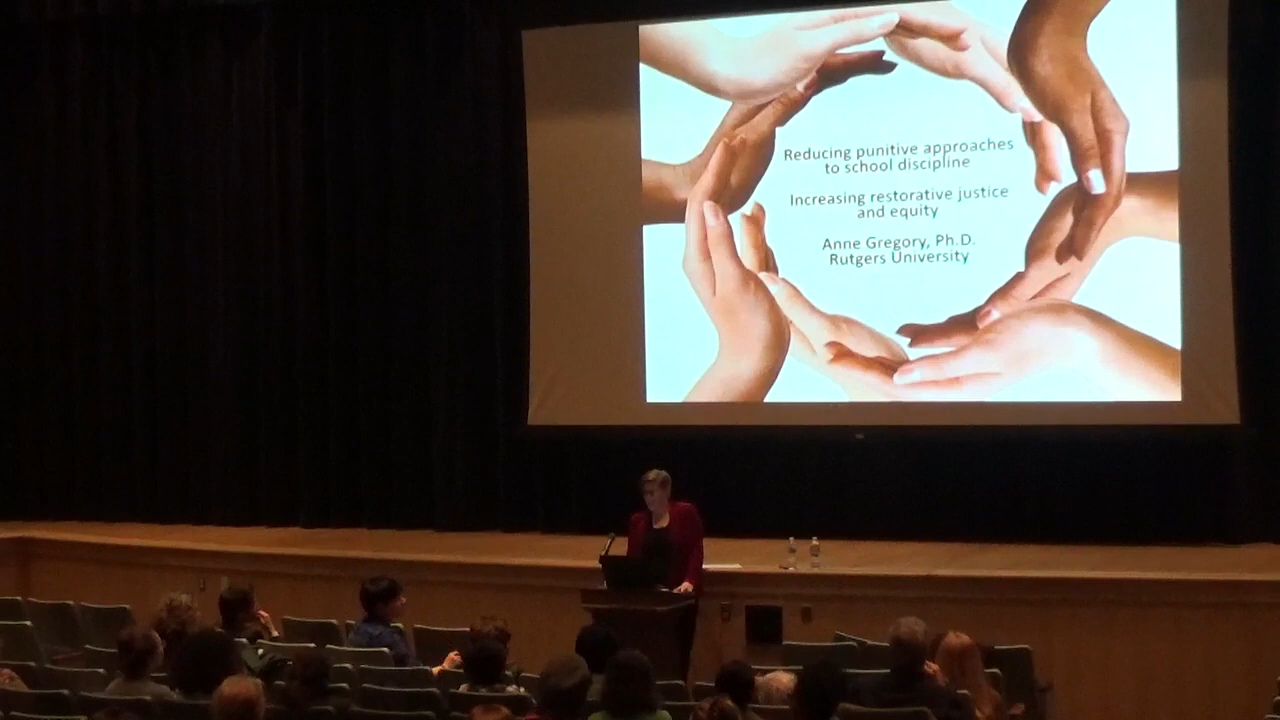 Reducing punitive approaches
to school discipline
Increasing restorative justice
and equity
Anne Gregory, Ph.D.
Rutgers University